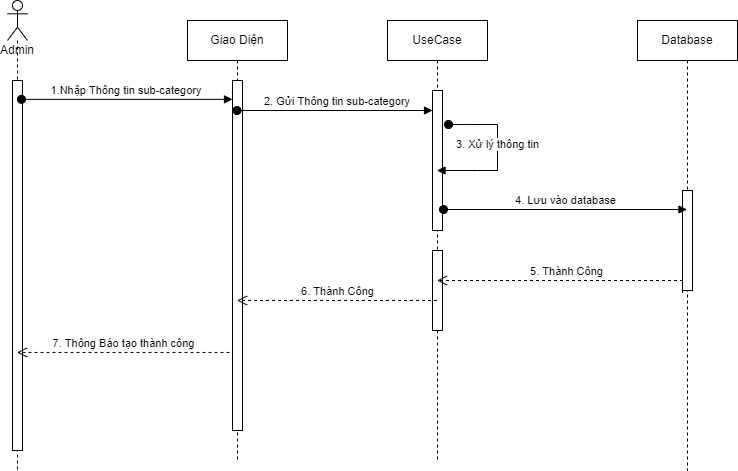 Admin
Giao Diện
UseCase
Database
1.Nhập Thông tin sub-category
2. Gửi Thông tin sub-category
3. Xử lý thông tin
4. Lưu vào database
5. Thành Công
6. Thành Công
7. Thông Báo tạo thành công